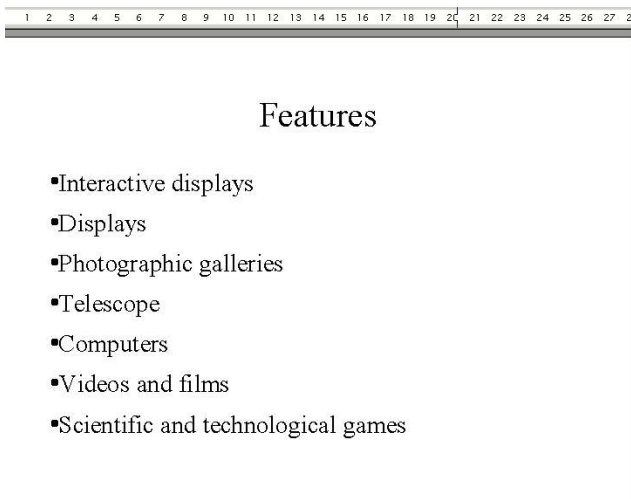 1 2 3 4 5 6 7 8 9 10 11 12 13 14 15 16 17 18 19 20 21 22 23 24 25 26 27 2
Features
•Interactive displays
•Displays
•Photographic galleries
•Telescope
•Computers
•Videos and films
•Scientific and technological games